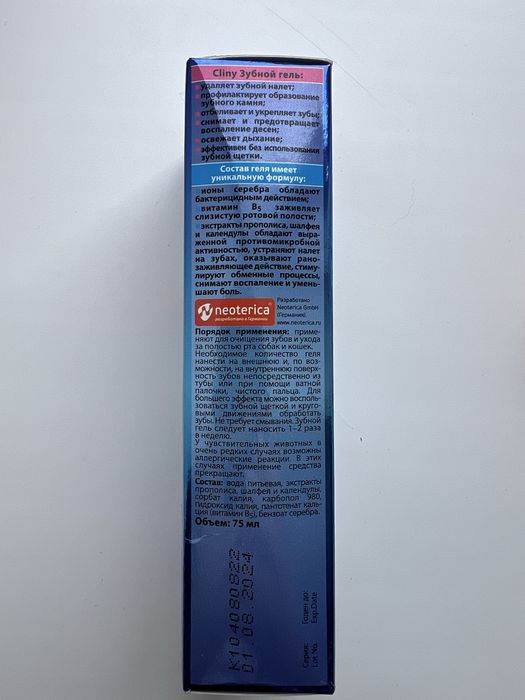 Cliny Зубной гель:
удаляет зубной налет;
профилактирует образование
зубного камня;
отбеливает и укрепляет зубы;
снимает и предотвращает
воспаление десен;
освежает дыхание;
эффективен без использования
зубной щетки.
Состав геля имеет
уникальную формулу:
ионы серебра обладают
бактерицидным действием;
витамин В5 заживляет
слизистую ротовой полости;
экстракты прополиса, шалфея
и календулы обладают выра-
женной противомикробной
активностью, устраняют налет
на зубах, оказывают рано-
заживляющее действие, стиму-
лируют обменные процессы,
снимают воспаление и умень-
шают боль.
neoterica®
разработано в Германии
Разработано
Neoterica GmbH
(Германия)
www.neoterica.ru
Порядок применения: приме-
няют для очищения зубов и ухода
за полостью рта собак и кошек.
Необходимое количество геля
нанести на внешнюю и, по воз-
можности, на внутреннюю поверх-
ность зубов непосредственно из
тубы или при помощи ватной
палочки, чистого пальца. Для
большего эффекта можно восполь-
зоваться зубной щеткой и круго-
выми движениями обработать
зубы. Не требует смывания. Зубной
гель следует наносить 1–2 раза
в неделю.
У чувствительных животных в
очень редких случаях возможны
аллергические реакции. В этих
случаях применение средства
прекращают.
Состав: вода питьевая, экстракты
прополиса, шалфея и календулы,
сорбат калия, карбопол 980,
гидроксид калия, пантотенат каль-
ция (витамин В5), бензоат серебра.
Объем: 75 мл
K104080822
01.08.2024
Годен до:
Exp.Date
Серия:
Lot No.